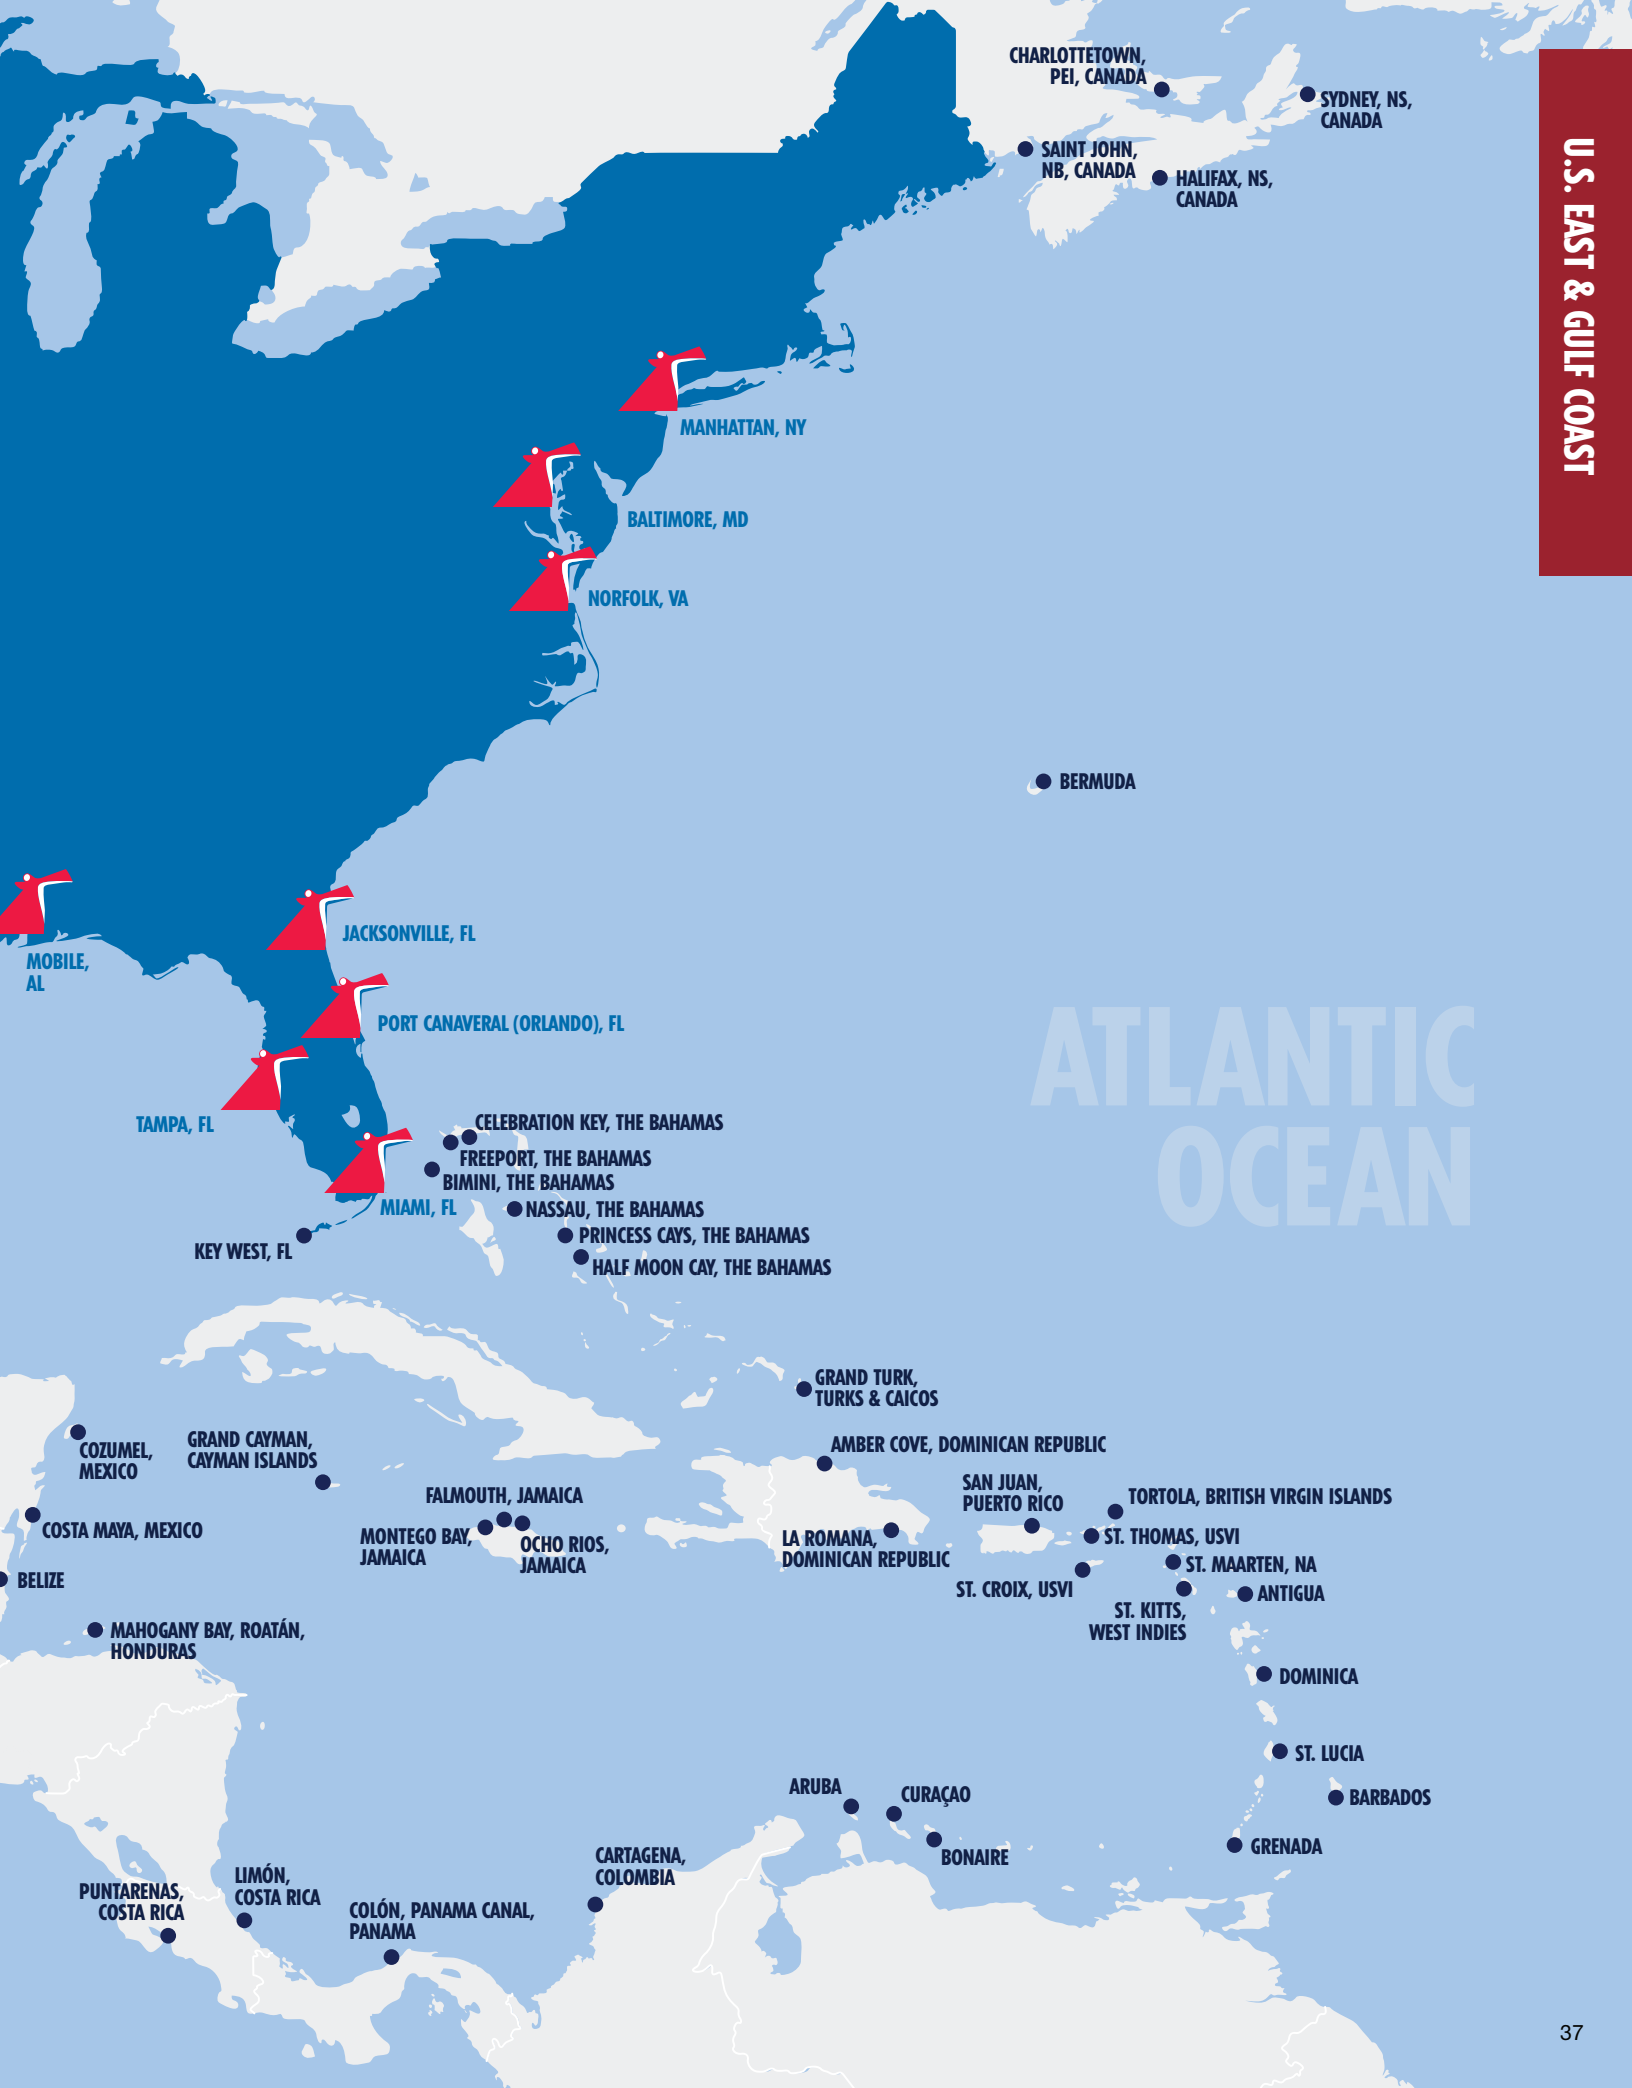 CHARLOTTETOWN,
PEI, CANADA
SYDNEY, NS,
CANADA
SAINT JOHN,
NB, CANADA
HALIFAX, NS,
CANADA
U.S. EAST & GULF COAST
MANHATTAN, NY
BALTIMORE, MD
NORFOLK, VA
BERMUDA
JACKSONVILLE, FL
MOBILE,
AL
PORT CANAVERAL (ORLANDO), FL
ATLANTIC
OCEAN
TAMPA, FL
CELEBRATION KEY, THE BAHAMAS
FREEPORT, THE BAHAMAS
BIMINI, THE BAHAMAS
MIAMI, FL
NASSAU, THE BAHAMAS
PRINCESS CAYS, THE BAHAMAS
KEY WEST, FL
HALF MOON CAY, THE BAHAMAS
GRAND TURK,
TURKS & CAICOS
COZUMEL,
MEXICO
GRAND CAYMAN,
CAYMAN ISLANDS
AMBER COVE, DOMINICAN REPUBLIC
SAN JUAN,
PUERTO RICO
TORTOLA, BRITISH VIRGIN ISLANDS
FALMOUTH, JAMAICA
COSTA MAYA, MEXICO
MONTEGO BAY,
JAMAICA
OCHO RIOS,
JAMAICA
LA ROMANA,
DOMINICAN REPUBLIC
ST. THOMAS, USVI
ST. MAARTEN, NA
BELIZE
ST. CROIX, USVI
ANTIGUA
ST. KITTS,
WEST INDIES
MAHOGANY BAY, ROATÁN,
HONDURAS
DOMINICA
ST. LUCIA
ARUBA
CURAÇAO
BARBADOS
GRENADA
BONAIRE
CARTAGENA,
COLOMBIA
LIMÓN,
COSTA RICA
PUNTARENAS,
COSTA RICA
COLÓN, PANAMA CANAL,
PANAMA
37